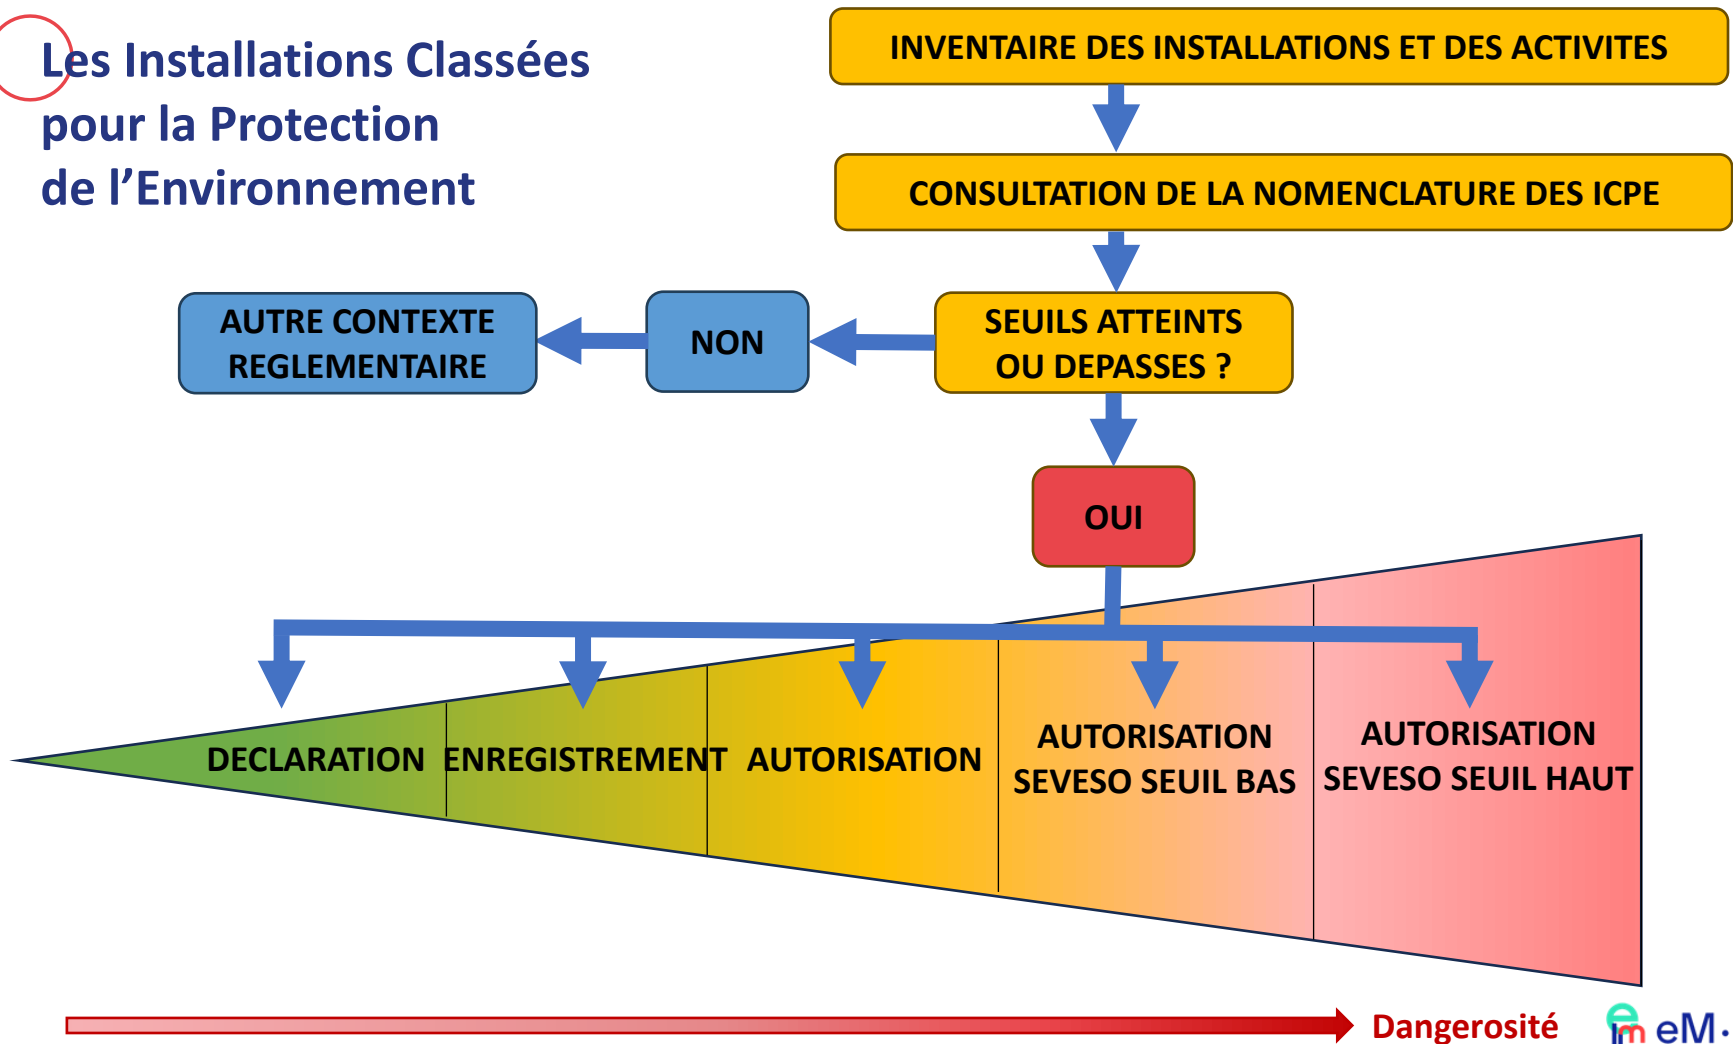 Les Installations Classées
pour la Protection
de l’Environnement
INVENTAIRE DES INSTALLATIONS ET DES ACTIVITES
CONSULTATION DE LA NOMENCLATURE DES ICPE
SEUILS ATTEINTS
OU DEPASSES ?
NON
AUTRE CONTEXTE
REGLEMENTAIRE
OUI
DECLARATION
ENREGISTREMENT
AUTORISATION
AUTORISATION
SEVESO SEUIL BAS
AUTORISATION
SEVESO SEUIL HAUT
Dangerosité
em eM.